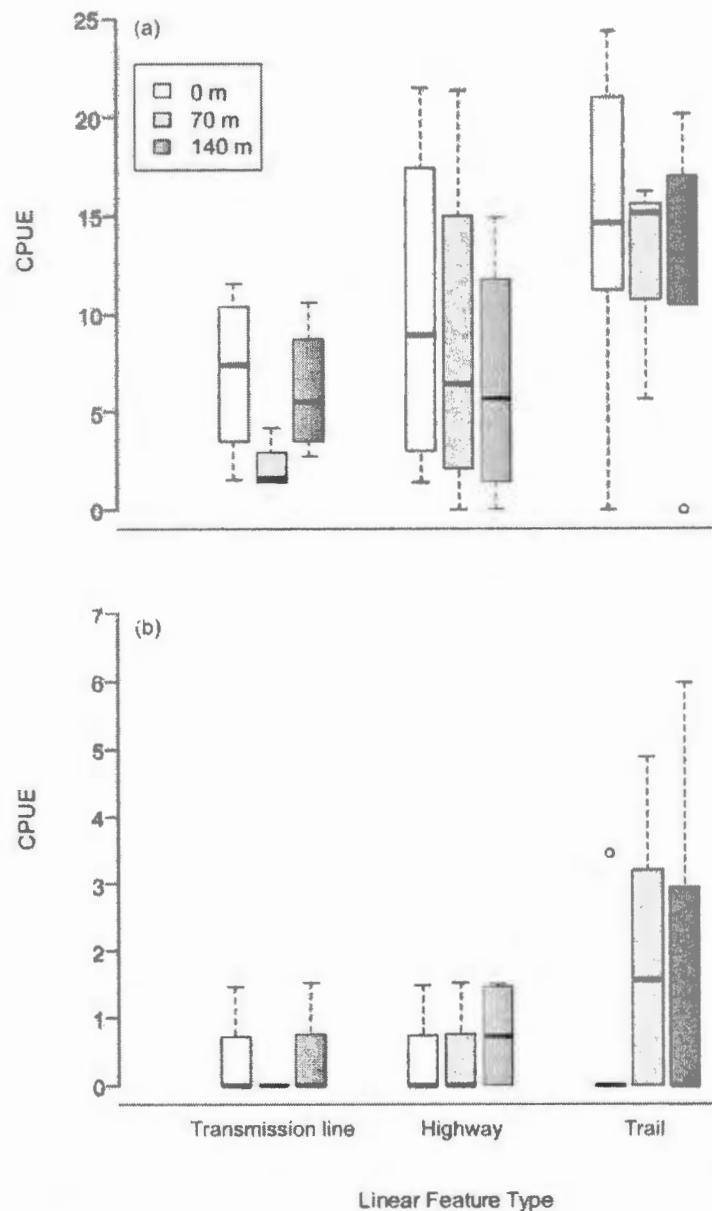 (a)
25
20
15
10
5
0
CPUE
0 m
70 m
140 m
(b)
7
6
5
4
3
2
1
0
CPUE
Transmission line
Highway
Trail
Linear Feature Type